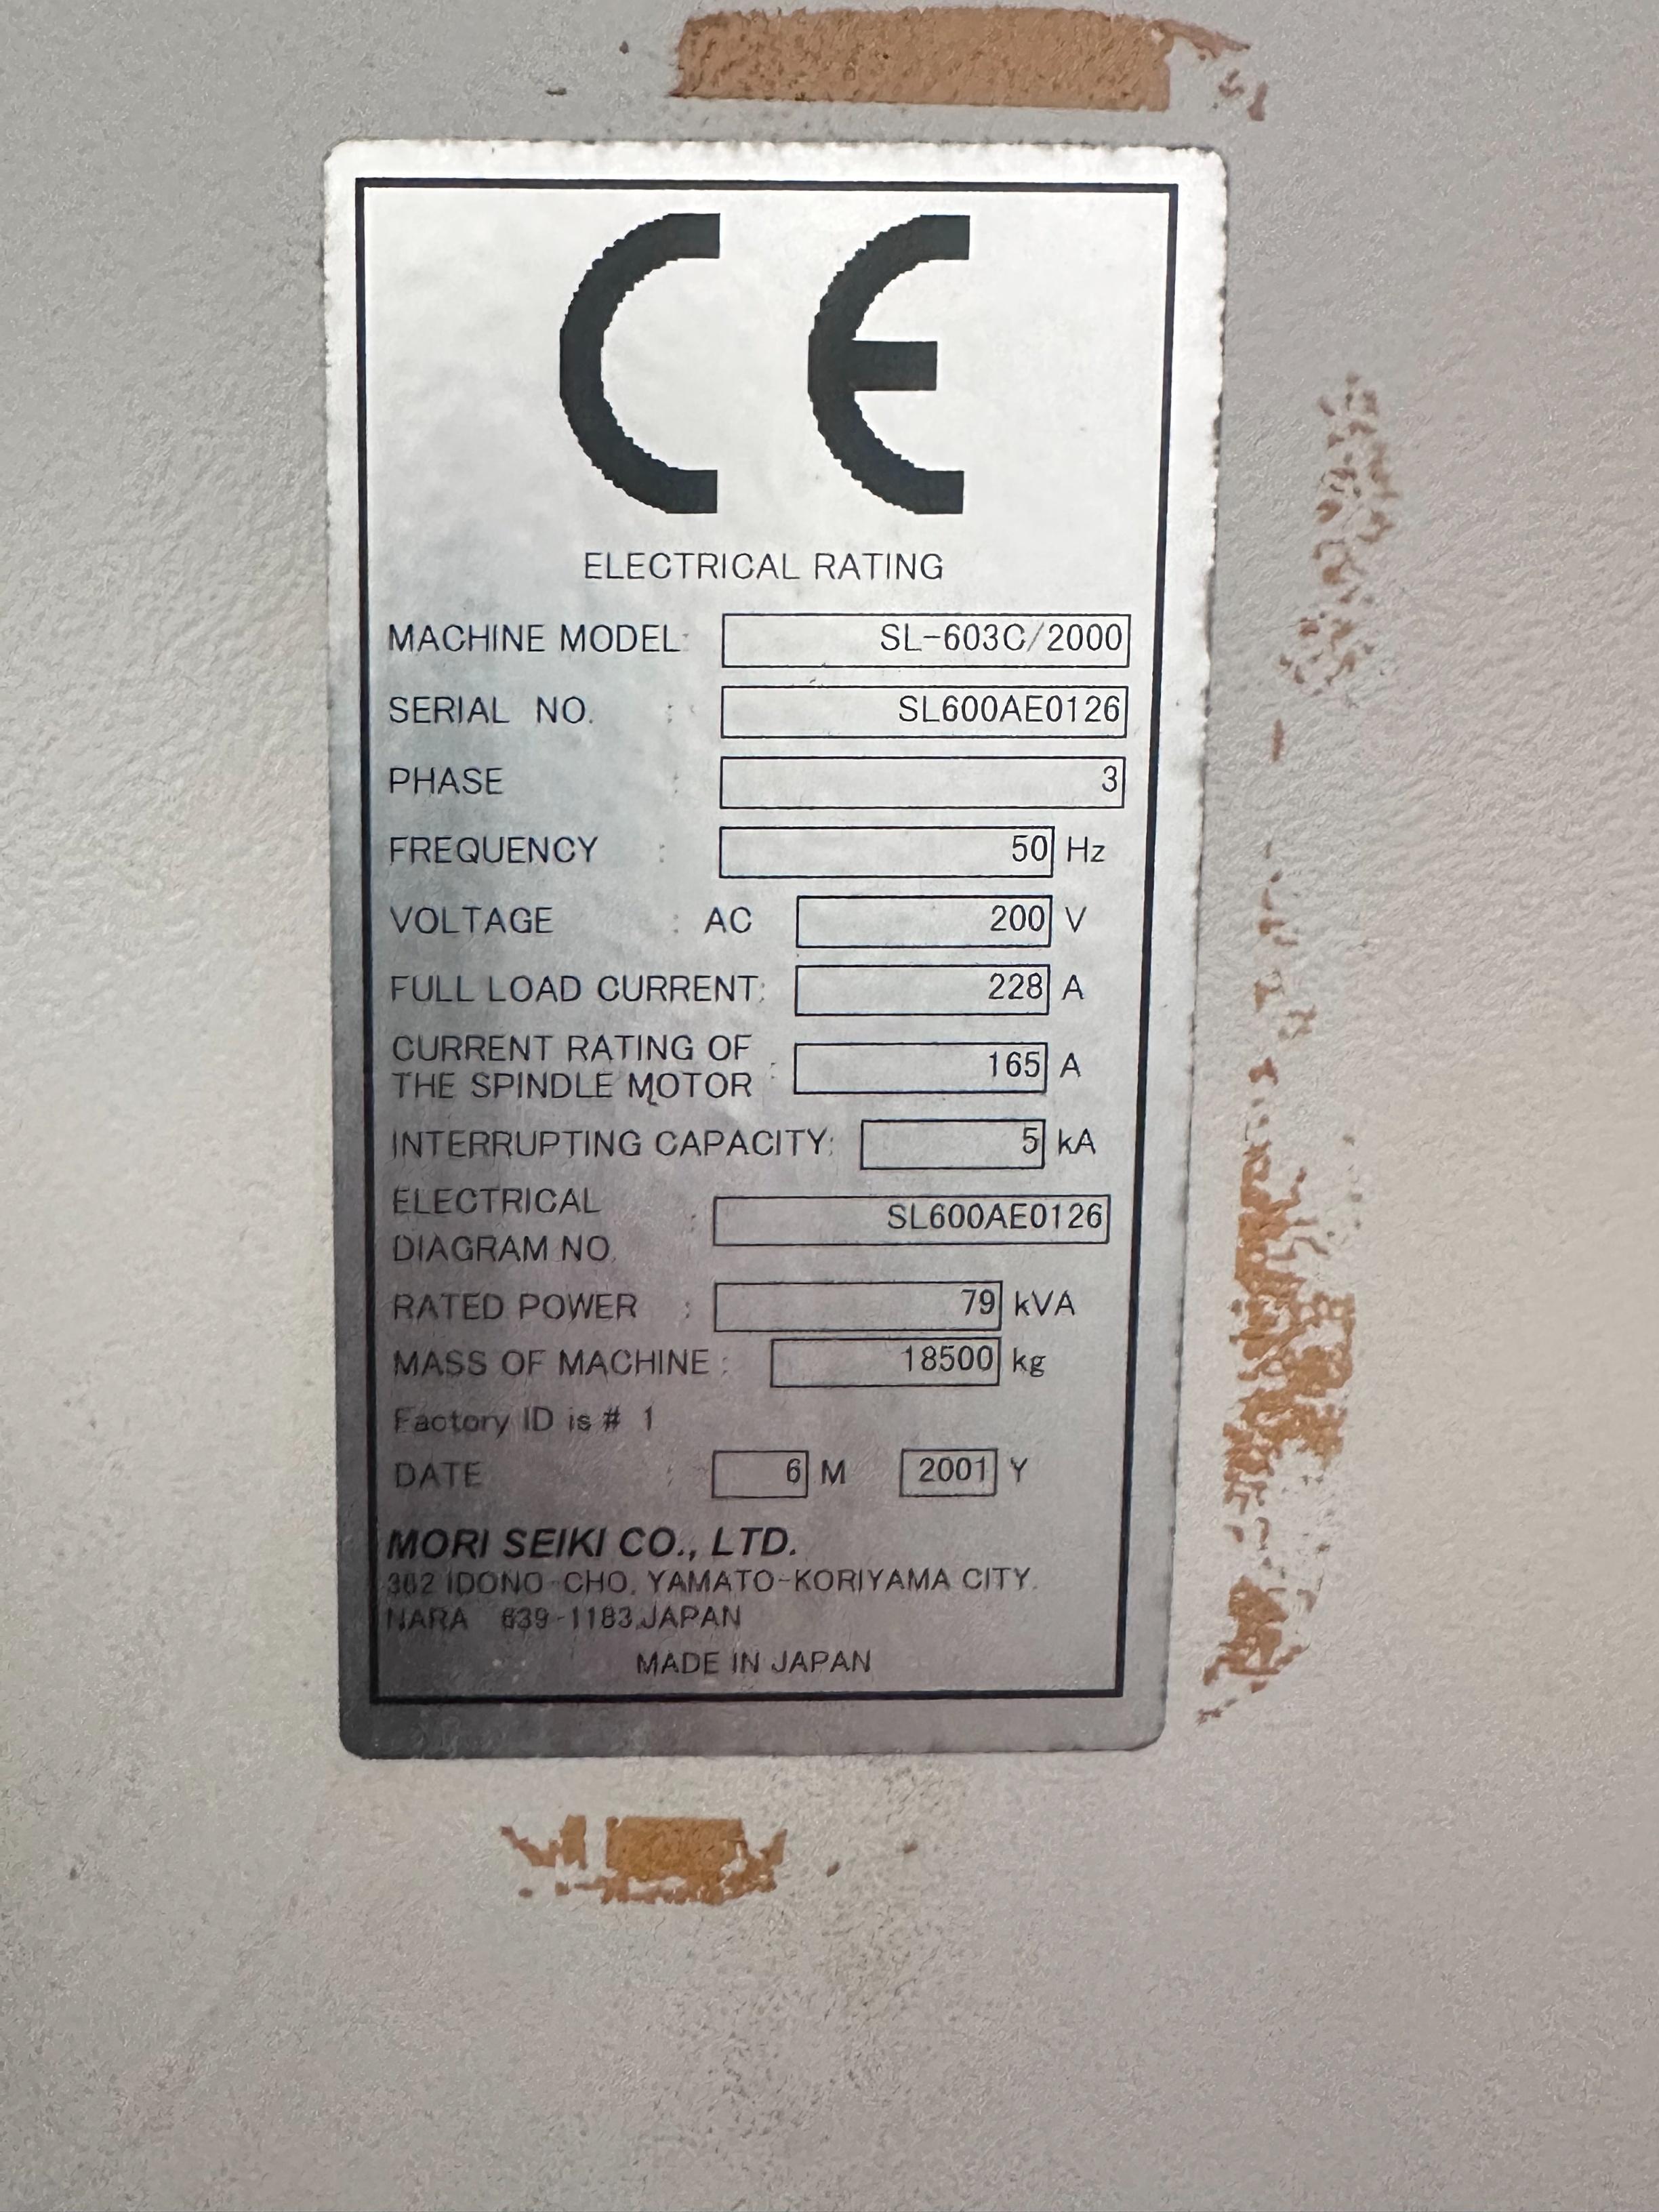 CE
ELECTRICAL RATING
MACHINE MODEL: SL-603C/2000
SERIAL NO. : SL600AE0126
PHASE : 3
FREQUENCY : 50 Hz
VOLTAGE : AC 200 V
FULL LOAD CURRENT: 228 A
CURRENT RATING OF
THE SPINDLE MOTOR : 165 A
INTERRUPTING CAPACITY: 5 kA
ELECTRICAL
DIAGRAM NO. : SL600AE0126
RATED POWER : 79 kVA
MASS OF MACHINE : 18500 kg
Factory ID is # 1
DATE : 6 M 2001 Y
MORI SEIKI CO., LTD.
362 IDONO-CHO, YAMATO-KORIYAMA CITY,
NARA 639-1183,JAPAN
MADE IN JAPAN